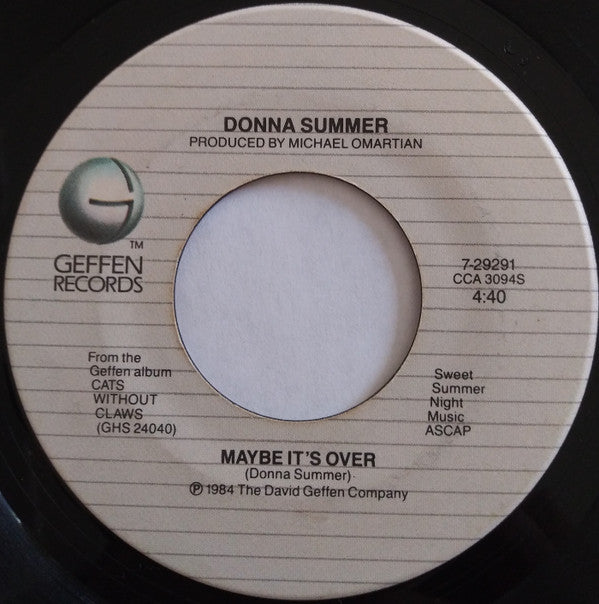 DONNA SUMMER
PRODUCED BY MICHAEL OMARTIAN
G
TM
GEFFEN
RECORDS
7-29291
CCA 3094S
4:40
From the
Geffen album
CATS
WITHOUT
CLAWS
(GHS 24040)
Sweet
Summer
Night
Music
ASCAP
MAYBE IT'S OVER
(Donna Summer)
℗ 1984 The David Geffen Company